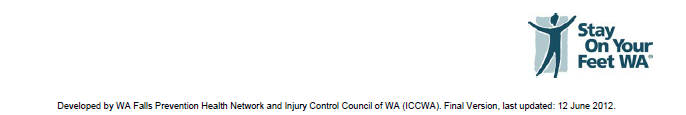 Stay
On Your
Feet WA®
Developed by WA Falls Prevention Health Network and Injury Control Council of WA (ICCWA). Final Version, last updated: 12 June 2012.